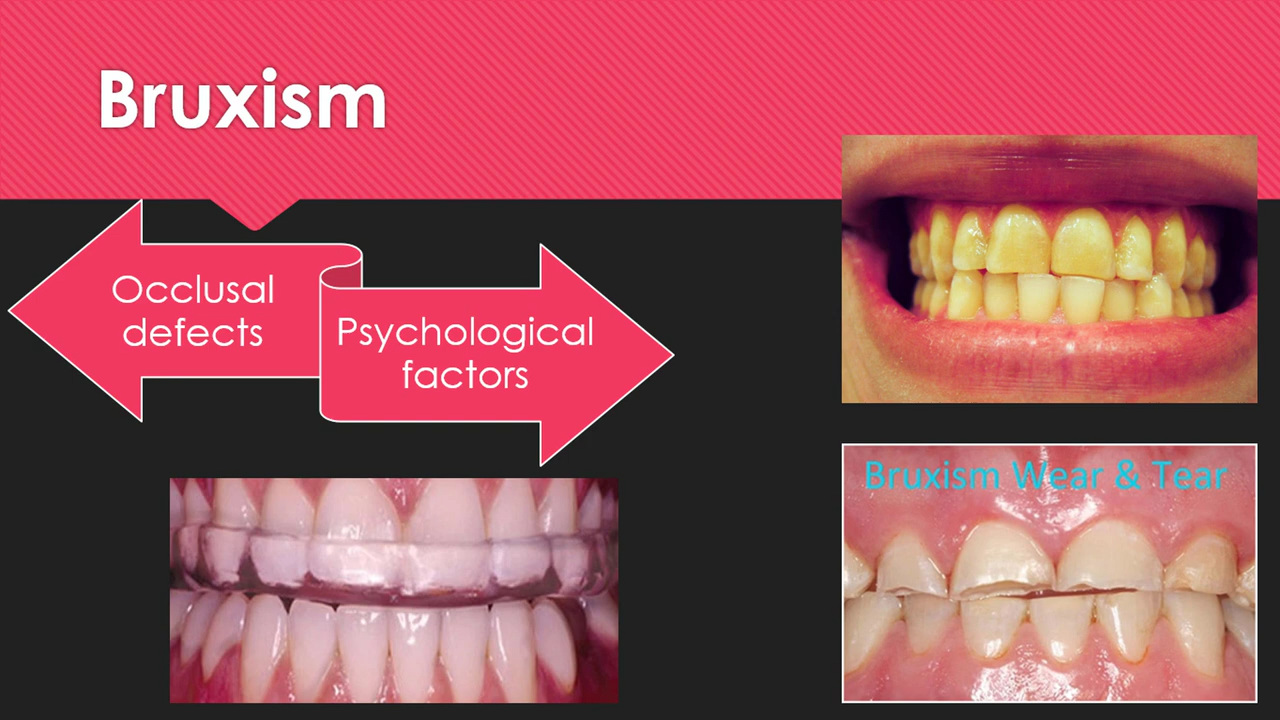 Bruxism
Occlusal
defects
Psychological
factors
Bruxism Wear & Tear